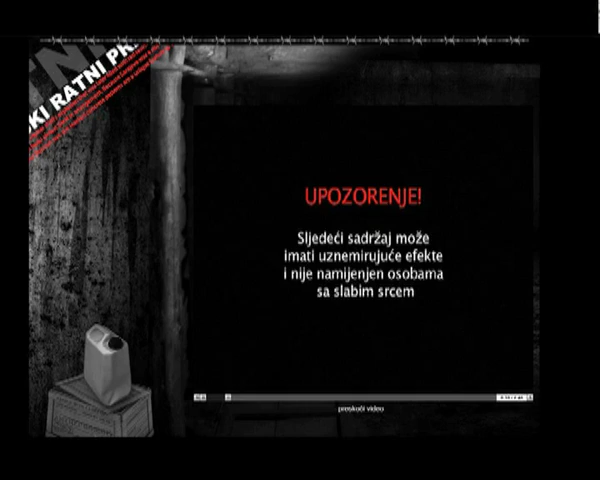 KI RATNI PR
UPOZORENJE!
Sljedeći sadržaj može
imati uznemirujuće efekte
i nije namijenjen osobama
sa slabim srcem
preskoči video